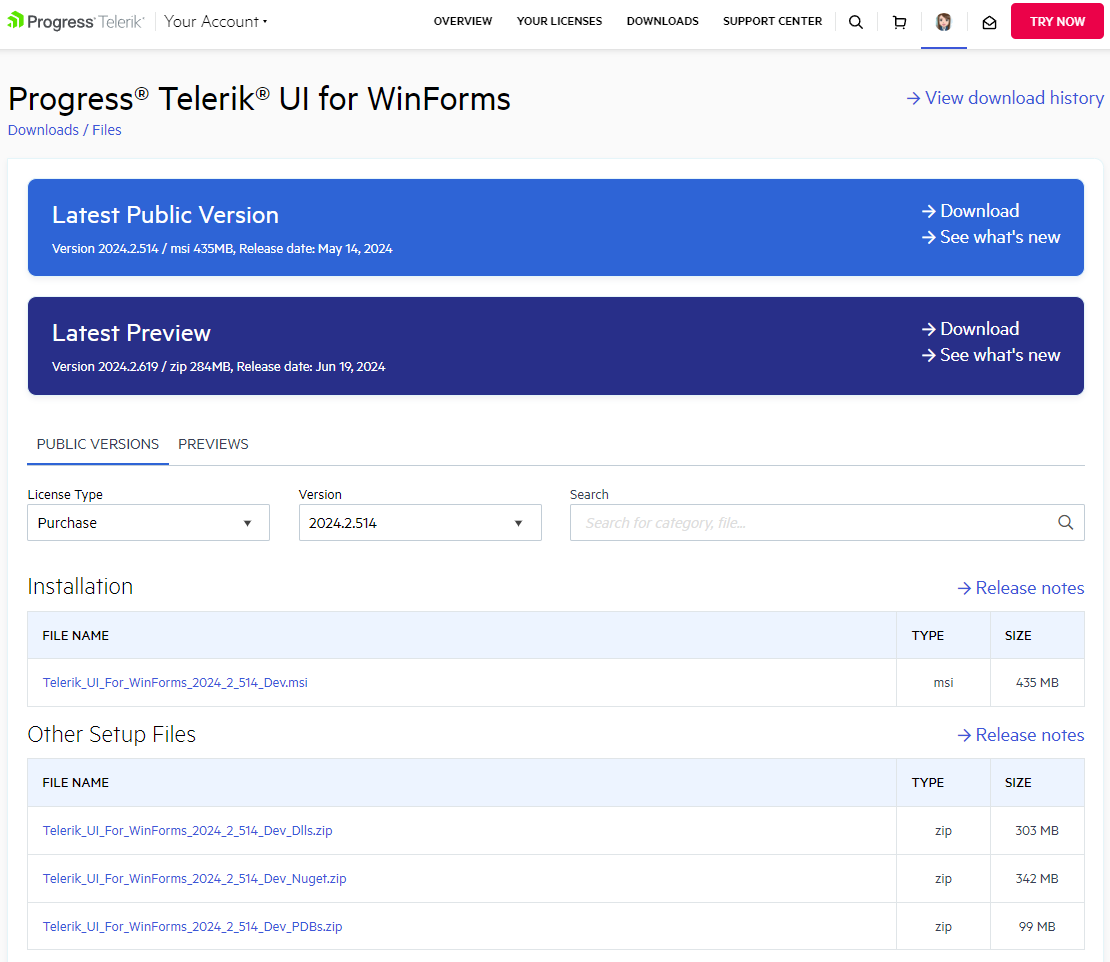 Progress Telerik
Your Account
OVERVIEW
YOUR LICENSES
DOWNLOADS
SUPPORT CENTER
TRY NOW
Progress® Telerik® UI for WinForms
View download history
Downloads / Files
Latest Public Version
Version 2024.2.514 / msi 435MB, Release date: May 14, 2024
Download
See what's new
Latest Preview
Version 2024.2.619 / zip 284MB, Release date: Jun 19, 2024
Download
See what's new
PUBLIC VERSIONS
PREVIEWS
License Type
Purchase
Version
2024.2.514
Search
Search for category, file...
Installation
Release notes
FILE NAME TYPE SIZE
Telerik_UI_For_WinForms_2024_2_514_Dev.msi msi 435 MB
Other Setup Files
Release notes
FILE NAME TYPE SIZE
Telerik_UI_For_WinForms_2024_2_514_Dev_Dlls.zip zip 303 MB
Telerik_UI_For_WinForms_2024_2_514_Dev_Nuget.zip zip 342 MB
Telerik_UI_For_WinForms_2024_2_514_Dev_PDBs.zip zip 99 MB